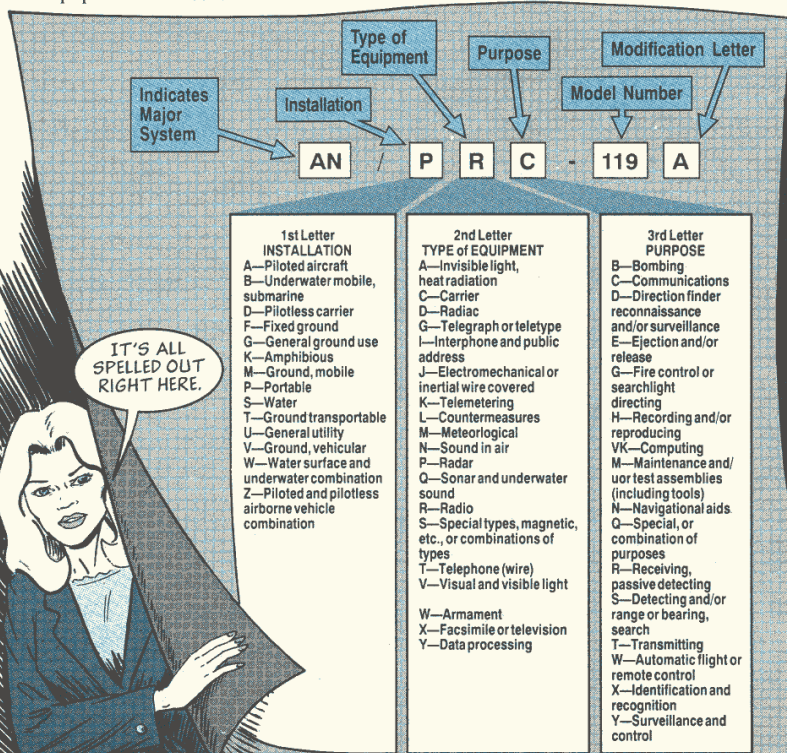 Type of
Equipment
Purpose
Modification Letter
Indicates
Major
System
Installation
Model Number
AN / P R C - 119 A
1st Letter
INSTALLATION
A—Piloted aircraft
B—Underwater mobile,
submarine
D—Pilotless carrier
F—Fixed ground
G—General ground use
K—Amphibious
M—Ground, mobile
P—Portable
S—Water
T—Ground transportable
U—General utility
V—Ground, vehicular
W—Water surface and
underwater combination
Z—Piloted and pilotless
airborne vehicle
combination
2nd Letter
TYPE of EQUIPMENT
A—Invisible light,
heat radiation
C—Carrier
D—Radiac
G—Telegraph or teletype
I—Interphone and public
address
J—Electromechanical or
inertial wire covered
K—Telemetering
L—Countermeasures
M—Meteorlogical
N—Sound in air
P—Radar
Q—Sonar and underwater
sound
R—Radio
S—Special types, magnetic,
etc., or combinations of
types
T—Telephone (wire)
V—Visual and visible light
W—Armament
X—Facsimile or television
Y—Data processing
3rd Letter
PURPOSE
B—Bombing
C—Communications
D—Direction finder
reconnaissance
and/or surveillance
E—Ejection and/or
release
G—Fire control or
searchlight
directing
H—Recording and/or
reproducing
VK—Computing
M—Maintenance and/
uor test assemblies
(including tools)
N—Navigational aids
Q—Special, or
combination of
purposes
R—Receiving,
passive detecting
S—Detecting and/or
range or bearing,
search
T—Transmitting
W—Automatic flight or
remote control
X—Identification and
recognition
Y—Surveillance and
control
IT'S ALL
SPELLED OUT
RIGHT HERE.